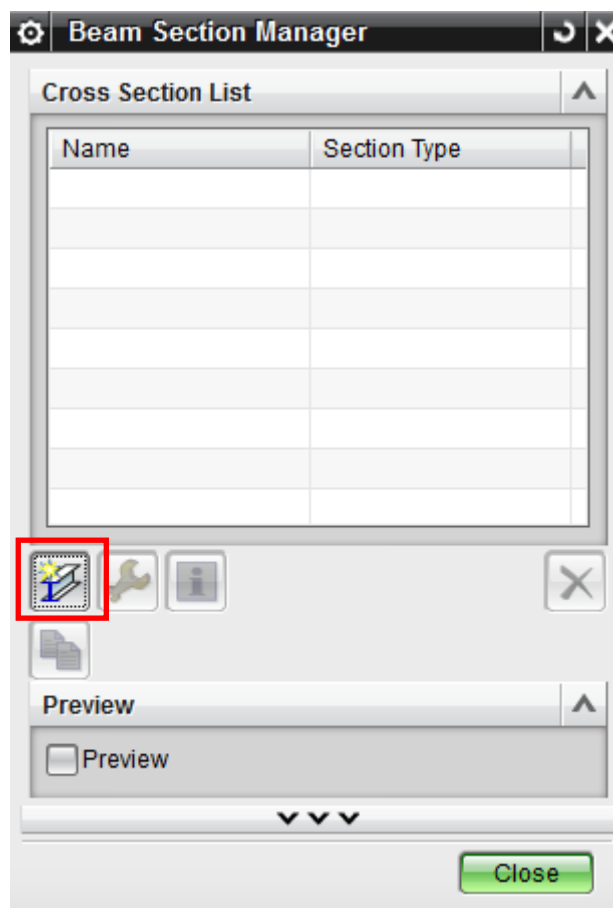 Beam Section Manager
Cross Section List
Name Section Type
Preview
Preview
Close